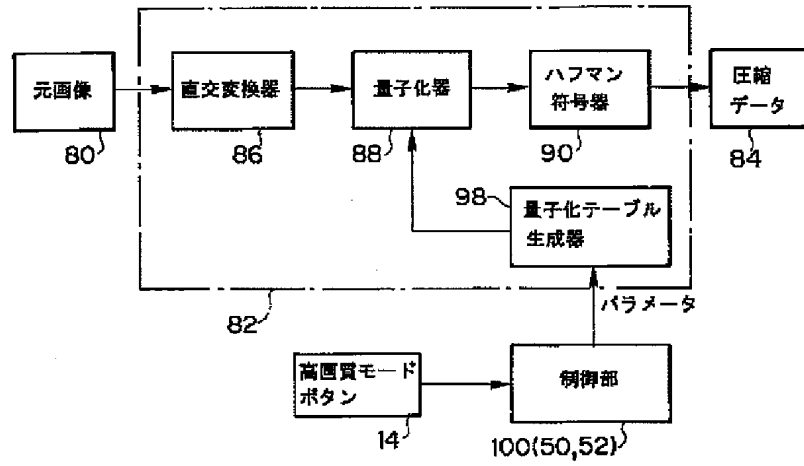 元画像
80
直交変換器
86
量子化器
88
ハフマン
符号器
90
圧縮
データ
84
98
量子化テーブル
生成器
82
パラメータ
高画質モード
ボタン
14
制御部
100(50,52)